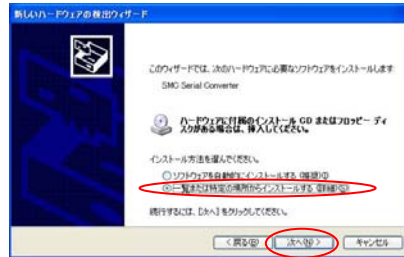 新しいハードウェアの検出ウィザード
このウィザードでは、次のハードウェアに必要なソフトウェアをインストールします:
SMC Serial Converter
ハードウェアに付属のインストール CD またはフロッピー ディ
スクがある場合は、挿入してください。
インストール方法を選んでください。
ソフトウェアを自動的にインストールする (推奨)(I)
一覧または特定の場所からインストールする (詳細)(S)
続行するには、[次へ] をクリックしてください。
< 戻る(B) 次へ(N) > キャンセル